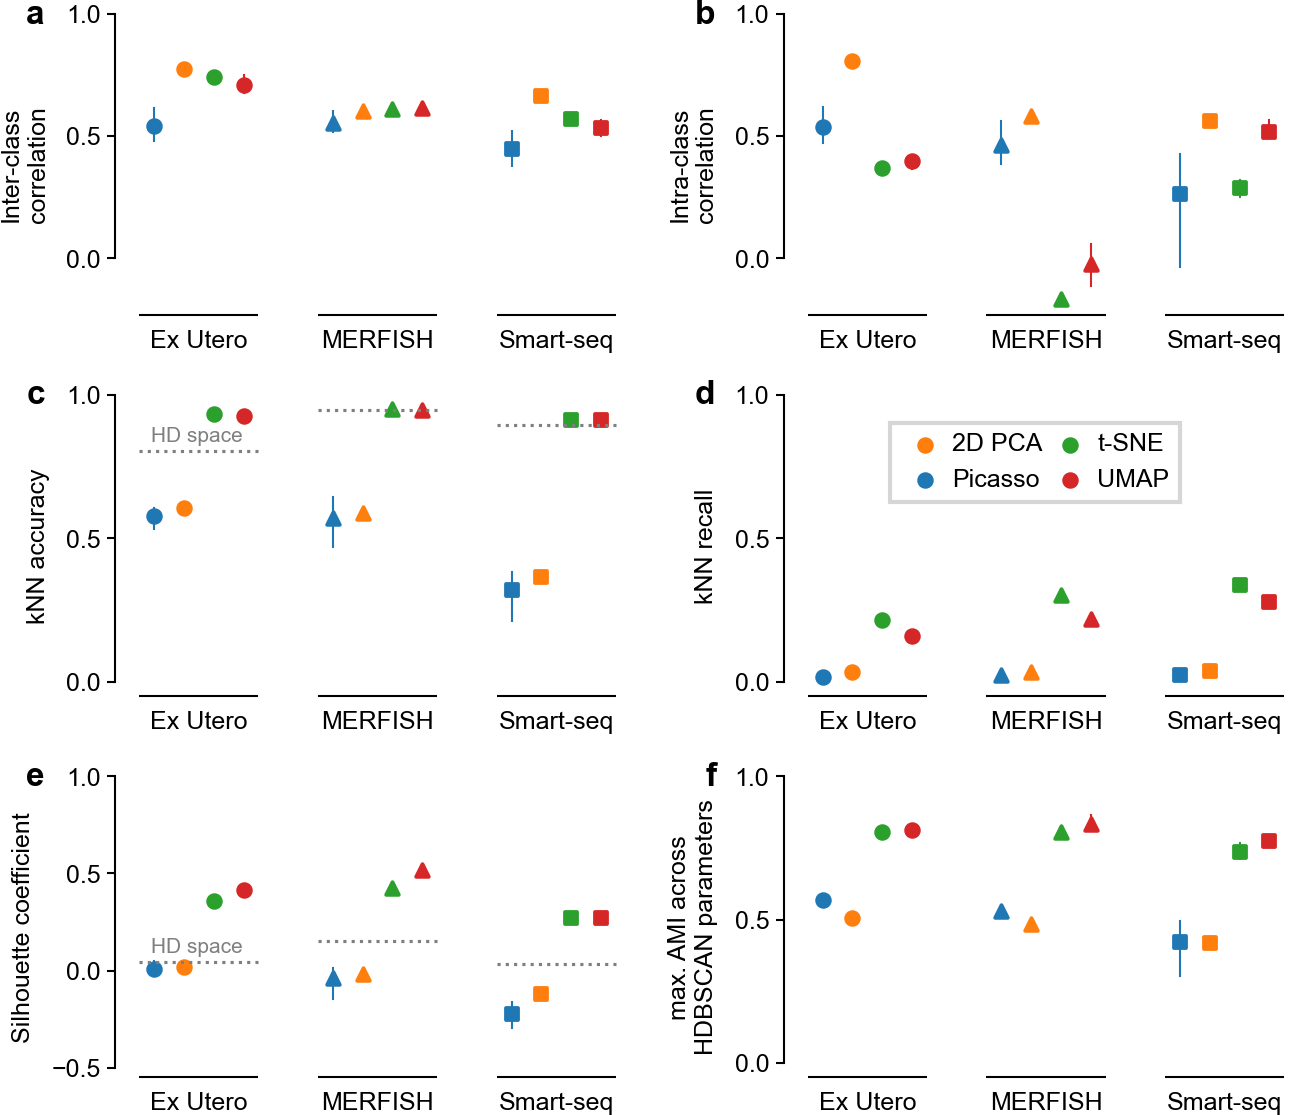 a
1.0
0.5
0.0
Inter-class
correlation
Ex Utero
MERFISH
Smart-seq
b
1.0
0.5
0.0
Intra-class
correlation
Ex Utero
MERFISH
Smart-seq
c
1.0
0.5
0.0
kNN accuracy
HD space
Ex Utero
MERFISH
Smart-seq
d
1.0
0.5
0.0
kNN recall
2D PCA
t-SNE
Picasso
UMAP
Ex Utero
MERFISH
Smart-seq
e
1.0
0.5
0.0
−0.5
Silhouette coefficient
HD space
Ex Utero
MERFISH
Smart-seq
f
1.0
0.5
0.0
max. AMI across
HDBSCAN parameters
Ex Utero
MERFISH
Smart-seq